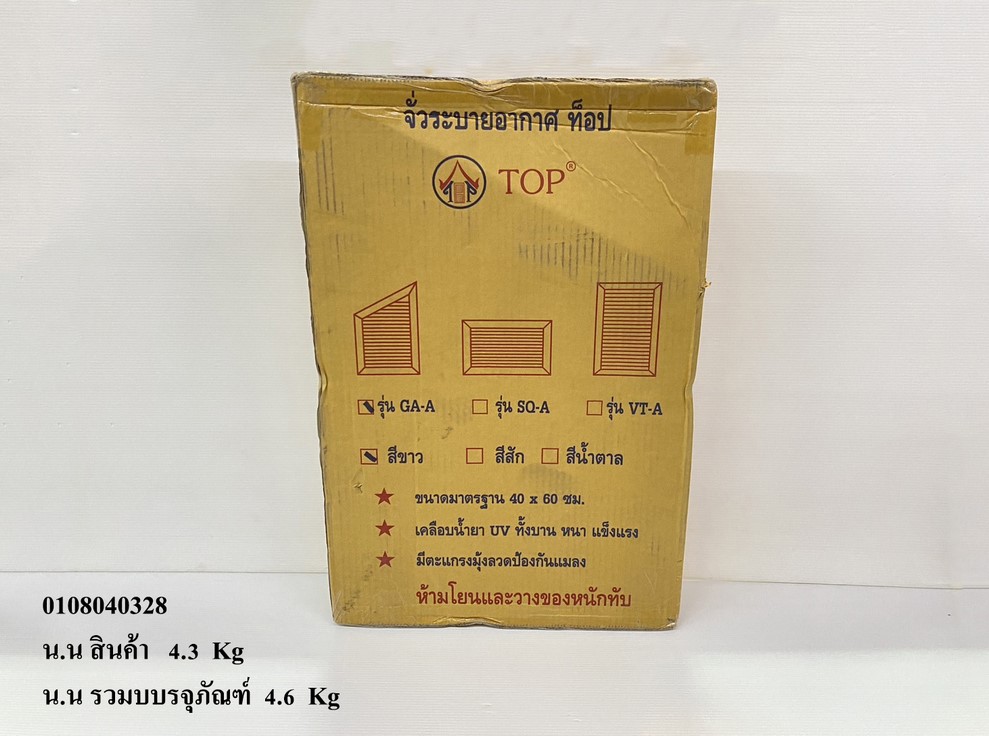 จั่วระบายอากาศ ท็อป
TOP®
รุ่น GA-A รุ่น SQ-A รุ่น VT-A
สีขาว สีสัก สีน้ำตาล
ขนาดมาตรฐาน 40 x 60 ซม.
เคลือบน้ำยา UV ทั้งบาน หนา แข็งแรง
มีตะแกรงมุ้งลวดป้องกันแมลง
ห้ามโยนและวางของหนักทับ
0108040328
น.น สินค้า 4.3 Kg
น.น รวมบบรจุภัณฑ์ 4.6 Kg